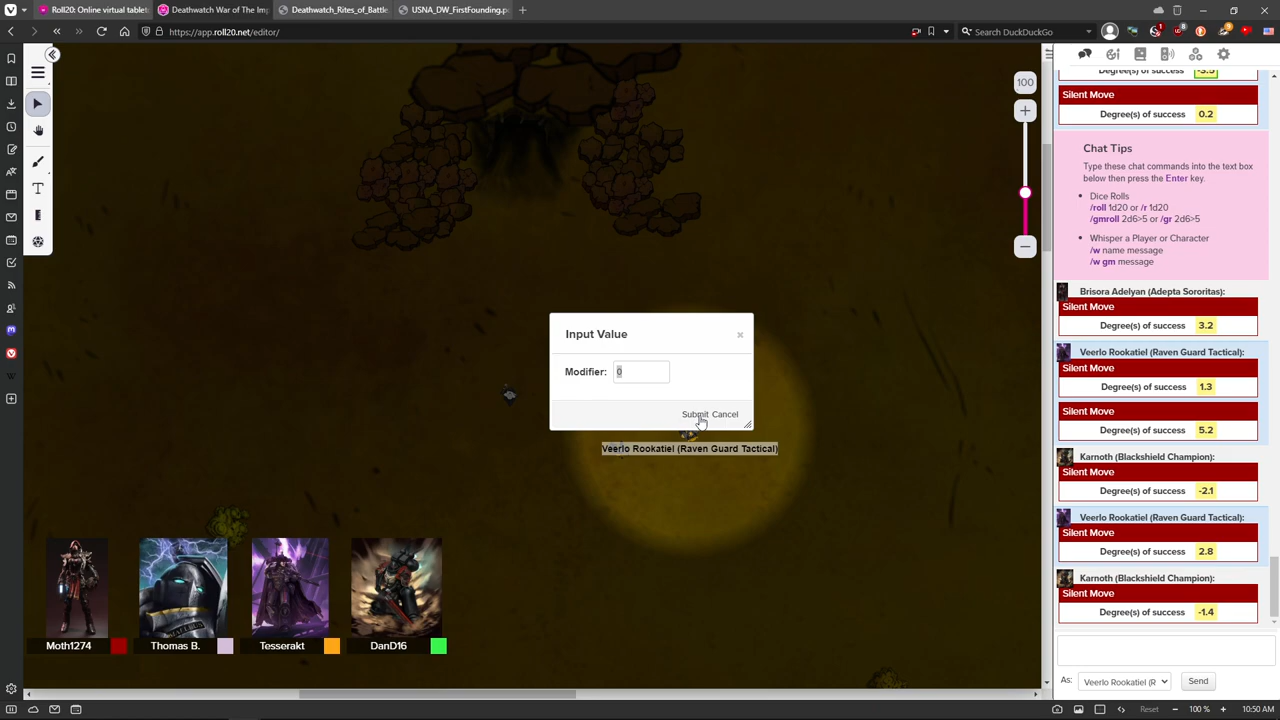 Roll20: Online virtual tablet
Deathwatch War of The Imp
Deathwatch_Rites_of_Battle
USNA_DW_FirstFounding.p
https://app.roll20.net/editor/
Search DuckDuckGo
100
Degree(s) of success -3.5
Silent Move
Degree(s) of success 0.2
Chat Tips
Type these chat commands into the text box
below then press the Enter key.
Dice Rolls
/roll 1d20 or /r 1d20
/gmroll 2d6>5 or /gr 2d6>5
Whisper a Player or Character
/w name message
/w gm message
Brisora Adelyan (Adepta Sororitas):
Silent Move
Degree(s) of success 3.2
Veerlo Rookatiel (Raven Guard Tactical):
Silent Move
Degree(s) of success 1.3
Silent Move
Degree(s) of success 5.2
Karnoth (Blackshield Champion):
Silent Move
Degree(s) of success -2.1
Veerlo Rookatiel (Raven Guard Tactical):
Silent Move
Degree(s) of success 2.8
Karnoth (Blackshield Champion):
Silent Move
Degree(s) of success -1.4
Input Value
Modifier: 0
Submit Cancel
Veerlo Rookatiel (Raven Guard Tactical)
Moth1274
Thomas B.
Tesserakt
DanD16
As: Veerlo Rookatiel (R
Send
Reset
100 %
10:50 AM